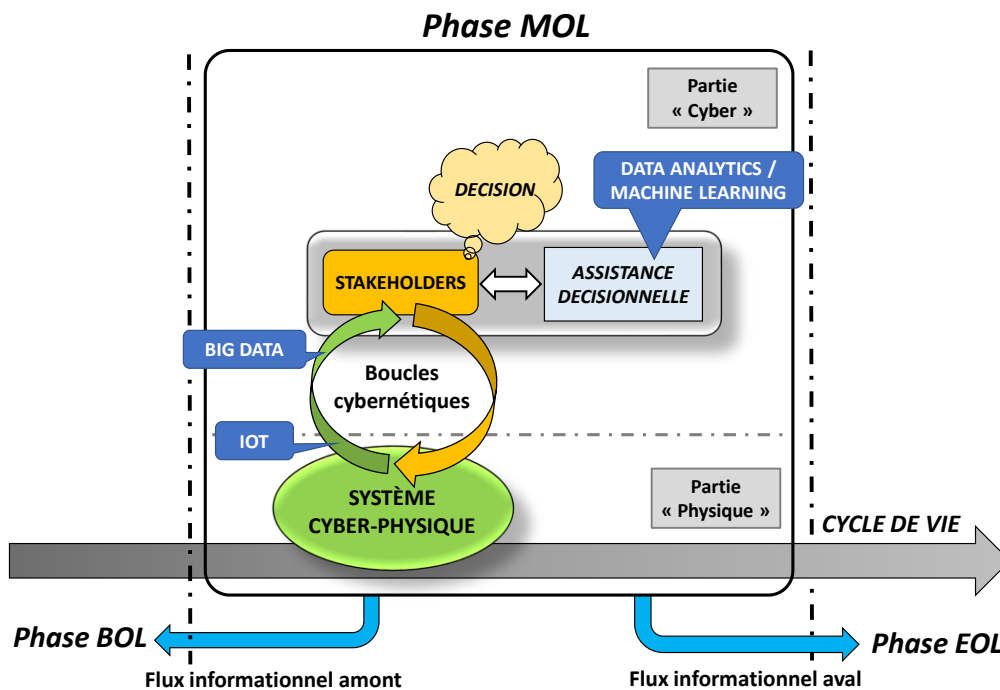 Phase MOL
Partie
« Cyber »
DECISION
DATA ANALYTICS /
MACHINE LEARNING
STAKEHOLDERS
ASSISTANCE
DECISIONNELLE
BIG DATA
Boucles
cybernétiques
IOT
SYSTÈME
CYBER-PHYSIQUE
Partie
« Physique »
CYCLE DE VIE
Phase BOL
Phase EOL
Flux informationnel amont
Flux informationnel aval